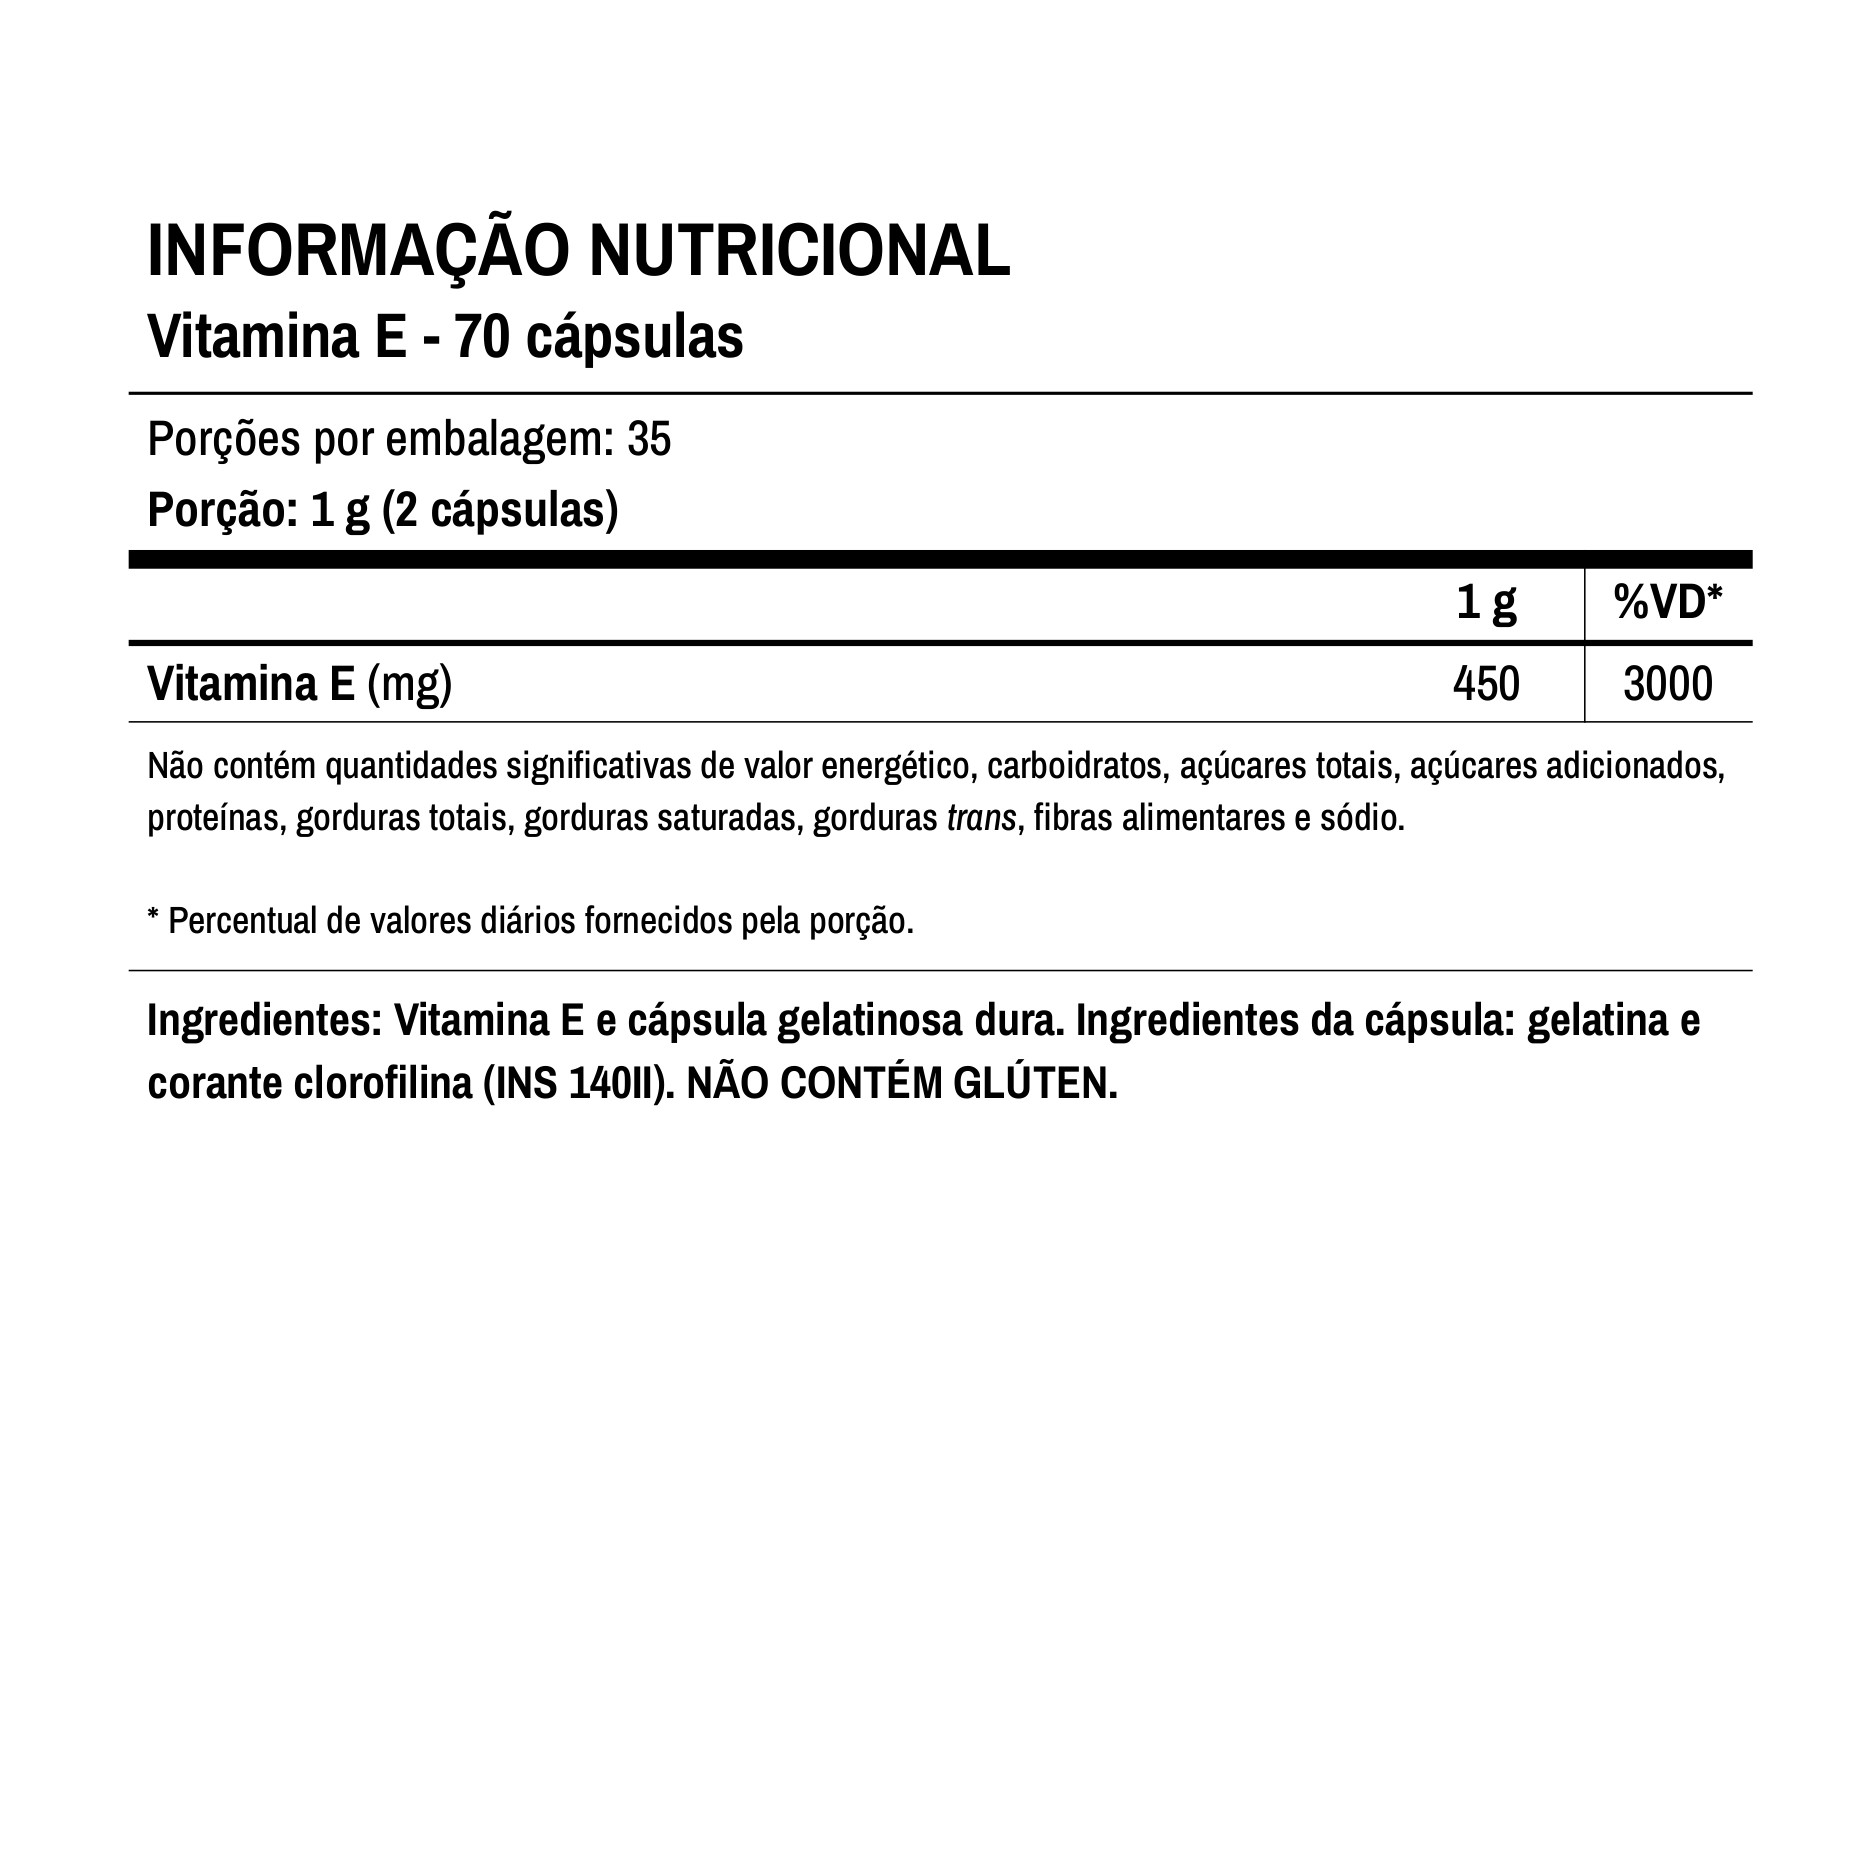 INFORMAÇÃO NUTRICIONAL
Vitamina E - 70 cápsulas
Porções por embalagem: 35
Porção: 1 g (2 cápsulas)
1 g %VD*
Vitamina E (mg) 450 3000
Não contém quantidades significativas de valor energético, carboidratos, açúcares totais, açúcares adicionados,
proteínas, gorduras totais, gorduras saturadas, gorduras trans, fibras alimentares e sódio.
* Percentual de valores diários fornecidos pela porção.
Ingredientes: Vitamina E e cápsula gelatinosa dura. Ingredientes da cápsula: gelatina e
corante clorofilina (INS 140II). NÃO CONTÉM GLÚTEN.